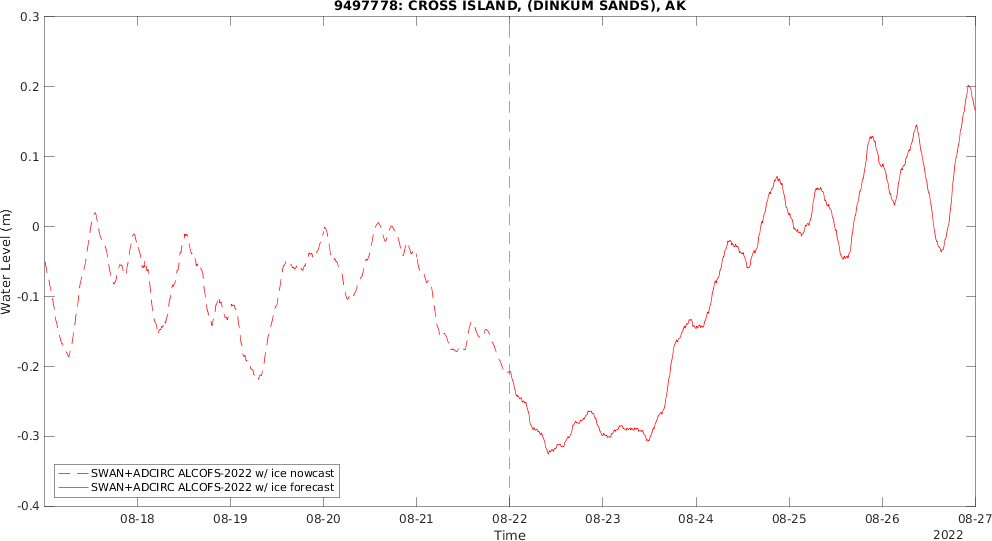 9497778: CROSS ISLAND, (DINKUM SANDS), AK
0.3
0.2
0.1
0
-0.1
-0.2
-0.3
-0.4
Water Level (m)
SWAN+ADCIRC ALCOFS-2022 w/ ice nowcast
SWAN+ADCIRC ALCOFS-2022 w/ ice forecast
08-18 08-19 08-20 08-21 08-22 08-23 08-24 08-25 08-26 08-27
Time
2022